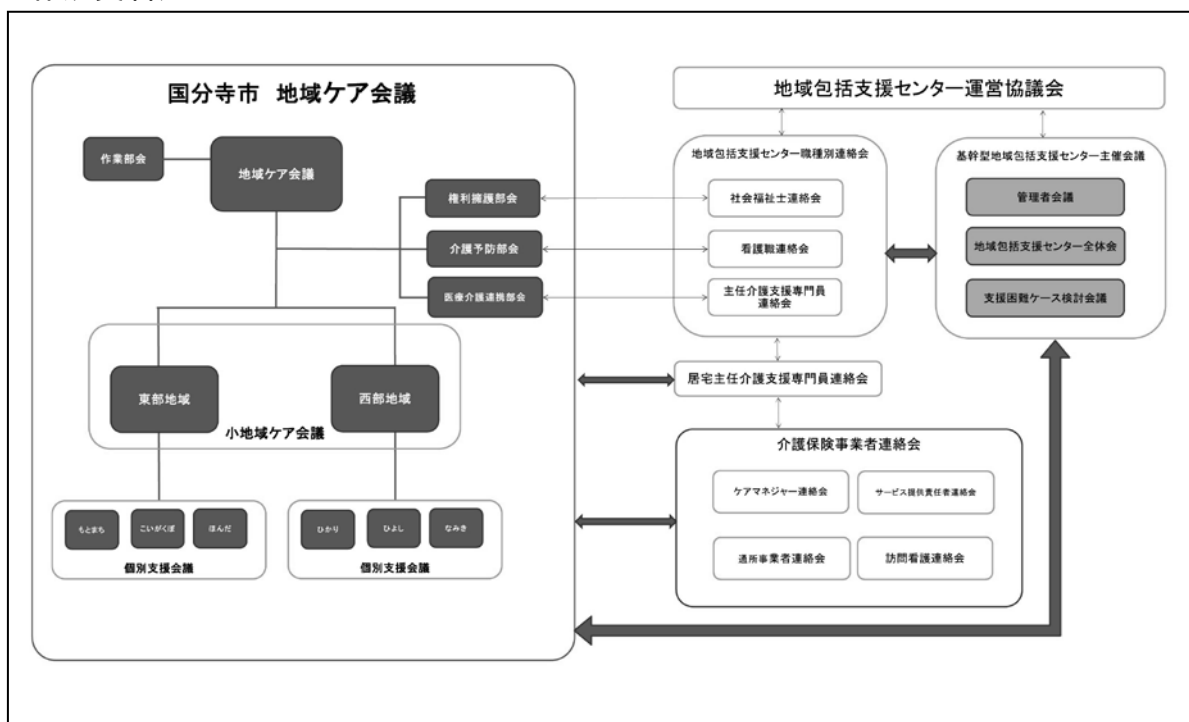 国分寺市 地域ケア会議
作業部会
地域ケア会議
権利擁護部会
介護予防部会
医療介護連携部会
東部地域
西部地域
小地域ケア会議
もとまち
こいがくぼ
ほんだ
個別支援会議
ひかり
ひよし
なみき
個別支援会議
地域包括支援センター運営協議会
地域包括支援センター職種別連絡会
社会福祉士連絡会
看護職連絡会
主任介護支援専門員
連絡会
基幹型地域包括支援センター主催会議
管理者会議
地域包括支援センター全体会
支援困難ケース検討会議
居宅主任介護支援専門員連絡会
介護保険事業者連絡会
ケアマネジャー連絡会
サービス提供責任者連絡会
通所事業者連絡会
訪問看護連絡会